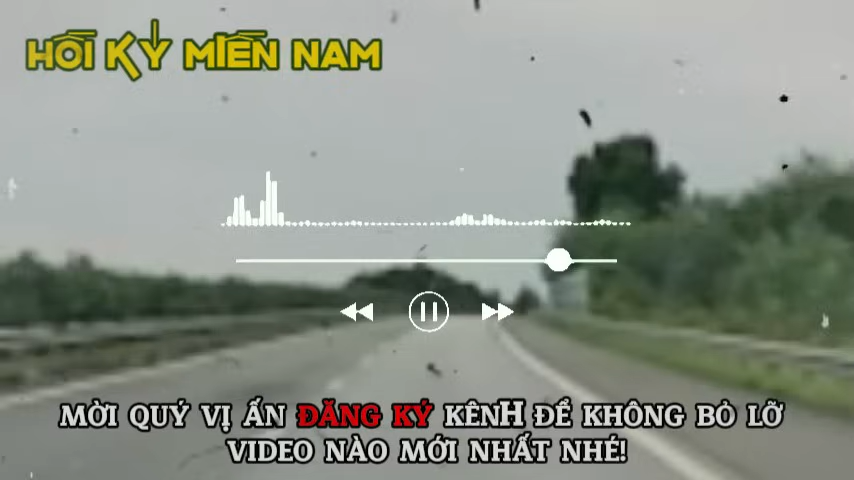 HỒI KÝ MIỀN NAM
MỜI QUÝ VỊ ẤN ĐĂNG KÝ KÊNH ĐỂ KHÔNG BỎ LỠ
VIDEO NÀO MỚI NHẤT NHÉ!